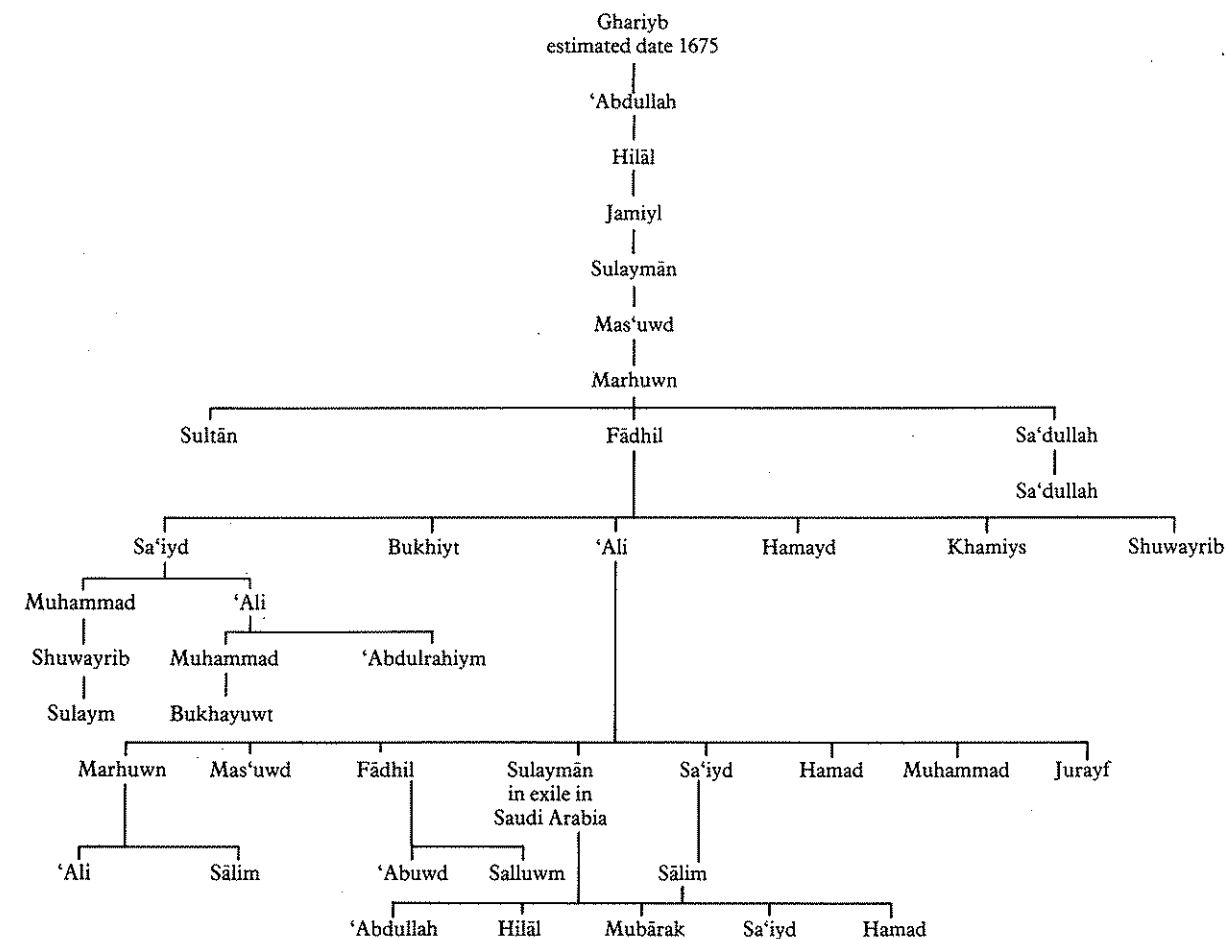 Ghariyb
estimated date 1675
‘Abdullah
Hilāl
Jamiyl
Sulaymān
Mas‘uwd
Marhuwn
Sultān Fādhil Sa‘dullah
Sa‘dullah
Sa‘iyd Bukhiyt ‘Ali Hamayd Khamiys Shuwayrib
Muhammad ‘Ali
Shuwayrib Muhammad ‘Abdulrahiym
Sulaym Bukhayuwt
Marhuwn Mas‘uwd Fādhil Sulaymān Sa‘iyd Hamad Muhammad Jurayf
in exile in
Saudi Arabia
‘Ali Sālim ‘Abuwd Salluwm Sālim
‘Abdullah Hilāl Mubārak Sa‘iyd Hamad